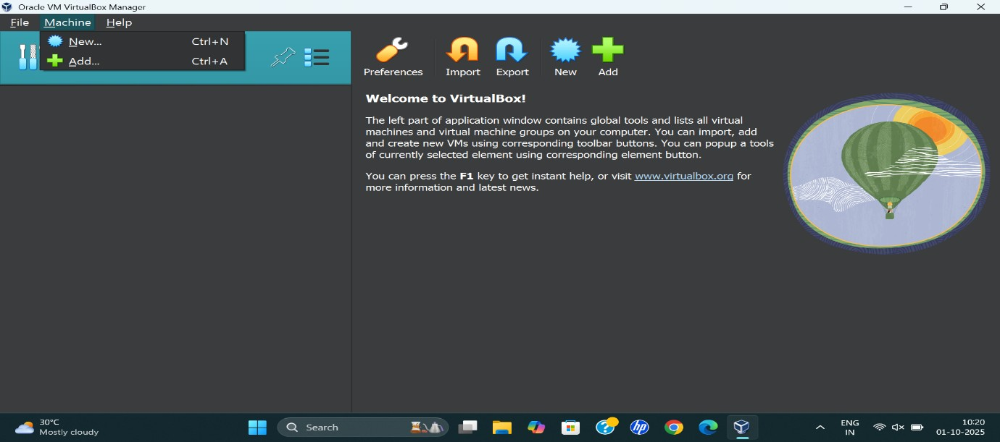 Oracle VM VirtualBox Manager
File Machine Help
New... Ctrl+N
Add... Ctrl+A
Preferences Import Export New Add
Welcome to VirtualBox!
The left part of application window contains global tools and lists all virtual
machines and virtual machine groups on your computer. You can import, add
and create new VMs using corresponding toolbar buttons. You can popup a tools
of currently selected element using corresponding element button.
You can press the F1 key to get instant help, or visit www.virtualbox.org for
more information and latest news.
30°C
Mostly cloudy
Search
hp
ENG
IN
10:20
01-10-2025